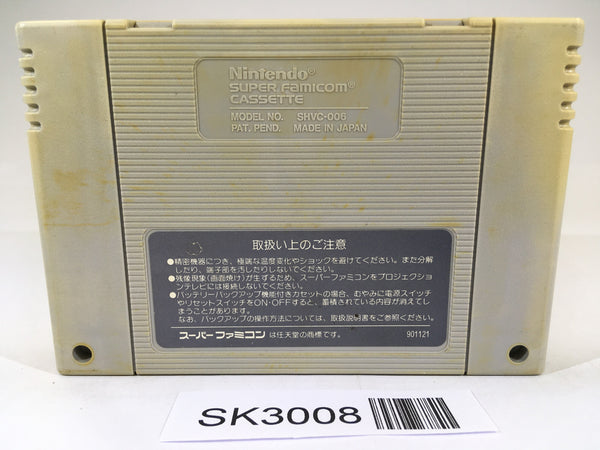 Nintendo®
SUPER FAMICOM™
CASSETTE
MODEL NO. SHVC-006
PAT. PEND. MADE IN JAPAN
取扱い上のご注意
●精密機器につき、極端な温度変化やショックを避けてください。また分解
したり、端子部を汚したりしないでください。
●残像現象(画面焼け)が生ずるため、スーパーファミコンをプロジェクショ
ンテレビには接続しないでください。
●バッテリーバックアップ機能付きカセットの場合、むやみに電源スイッチ
やリセットスイッチをON・OFFすると、蓄積されている内容が消えてし
まうことがあります。
なお、バックアップの操作方法については、取扱説明書をご参照ください。
スーパーファミコン は任天堂の商標です。 901121
SK3008